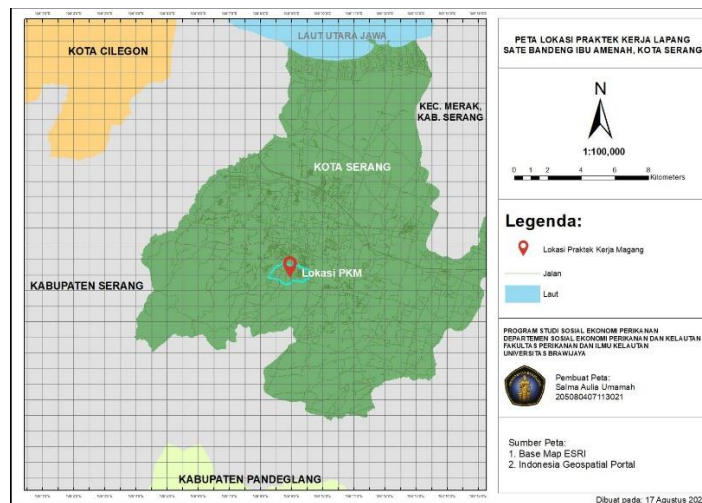 KOTA CILEGON
LAUT UTARA JAWA
KEC. MERAK,
KAB. SERANG
KOTA SERANG
Lokasi PKM
KABUPATEN SERANG
KABUPATEN PANDEGLANG
PETA LOKASI PRAKTEK KERJA LAPANG
SATE BANDENG IBU AMENAH, KOTA SERANG
N
1:100,000
0 1 2 4 6 8
Kilometers
Legenda:
Lokasi Praktek Kerja Magang
Jalan
Laut
PROGRAM STUDI SOSIAL EKONOMI PERIKANAN
DEPARTEMEN SOSIAL EKONOMI PERIKANAN DAN KELAUTAN
FAKULTAS PERIKANAN DAN ILMU KELAUTAN
UNIVERSITAS BRAWIJAYA
Pembuat Peta:
Salma Aulia Umamah
205080407113021
Sumber Peta:
1. Base Map ESRI
2. Indonesia Geospatial Portal
Dibuat pada: 17 Agustus 202